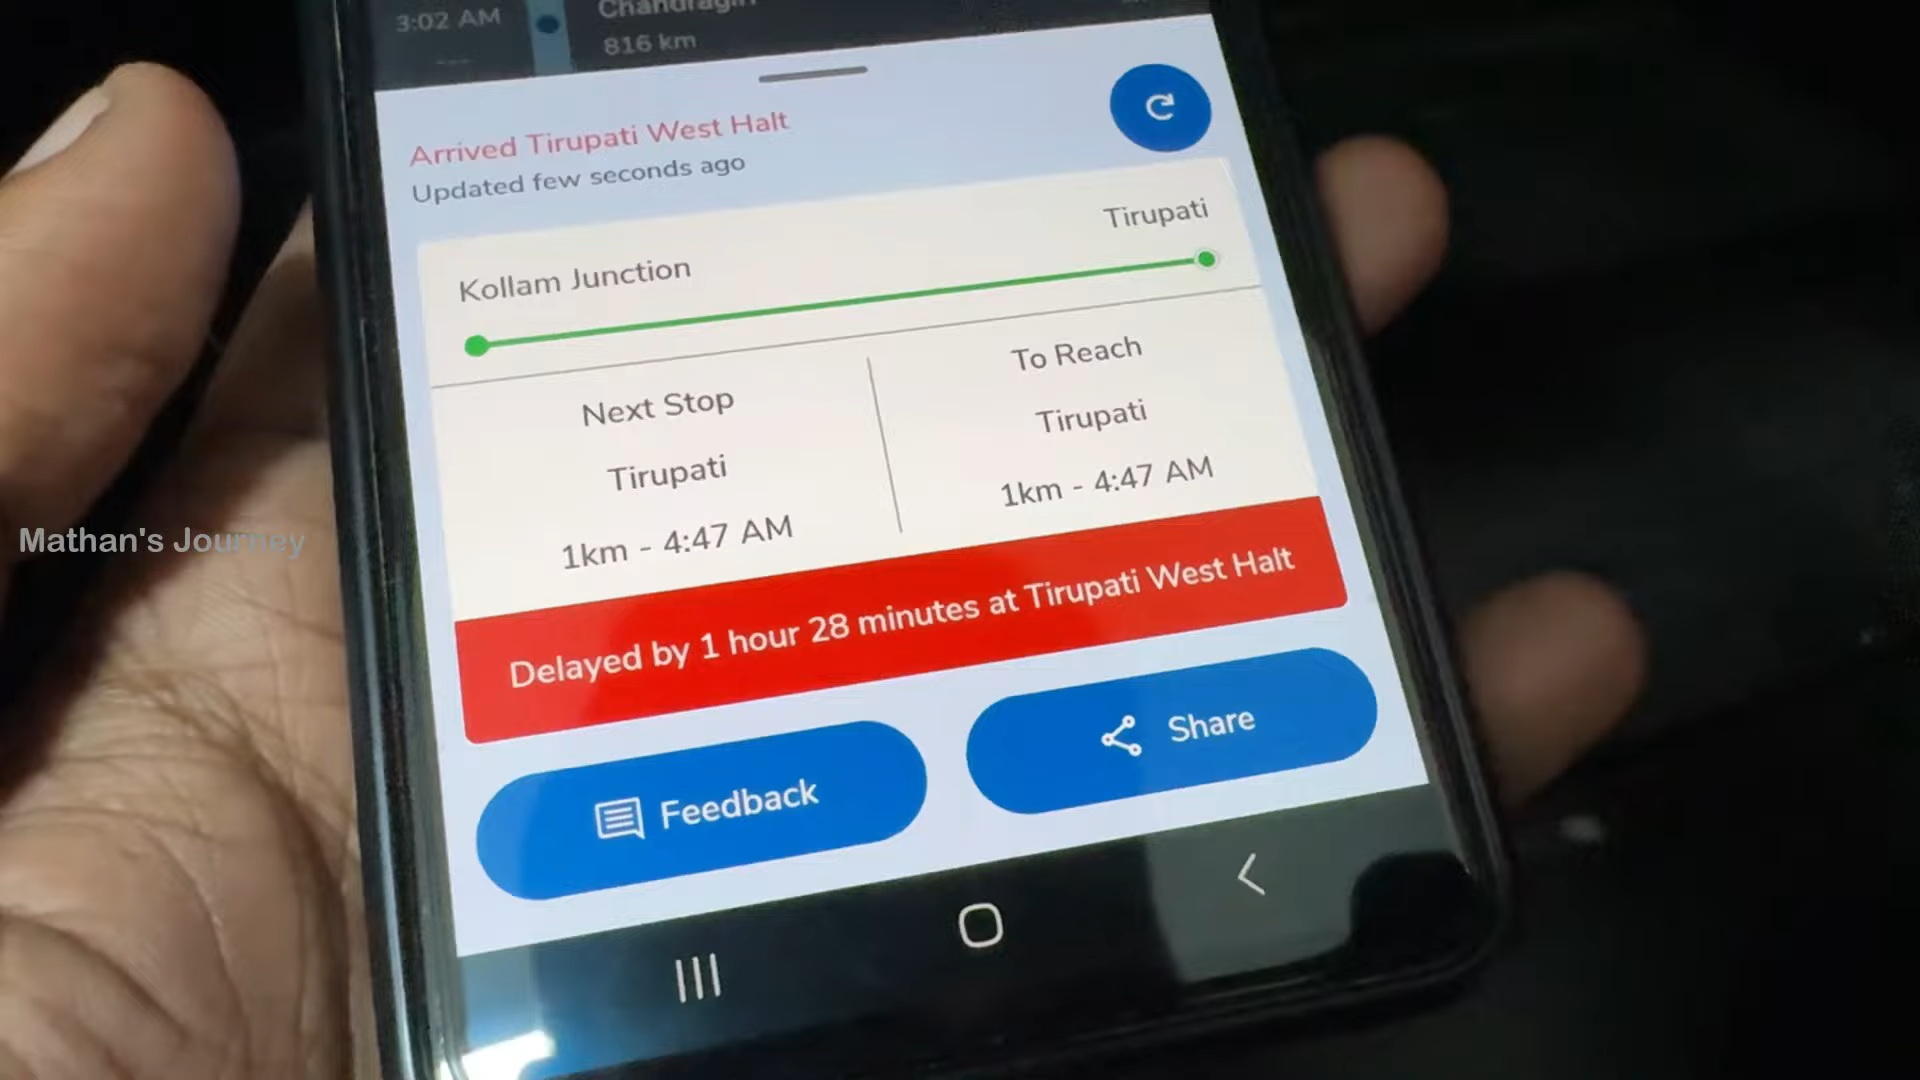 3:02 AM
Chandragiri
816 km
Arrived Tirupati West Halt
Updated few seconds ago
Tirupati
Kollam Junction
Next Stop
Tirupati
1km - 4:47 AM
To Reach
Tirupati
1km - 4:47 AM
Delayed by 1 hour 28 minutes at Tirupati West Halt
Feedback
Share
Mathan's Journey